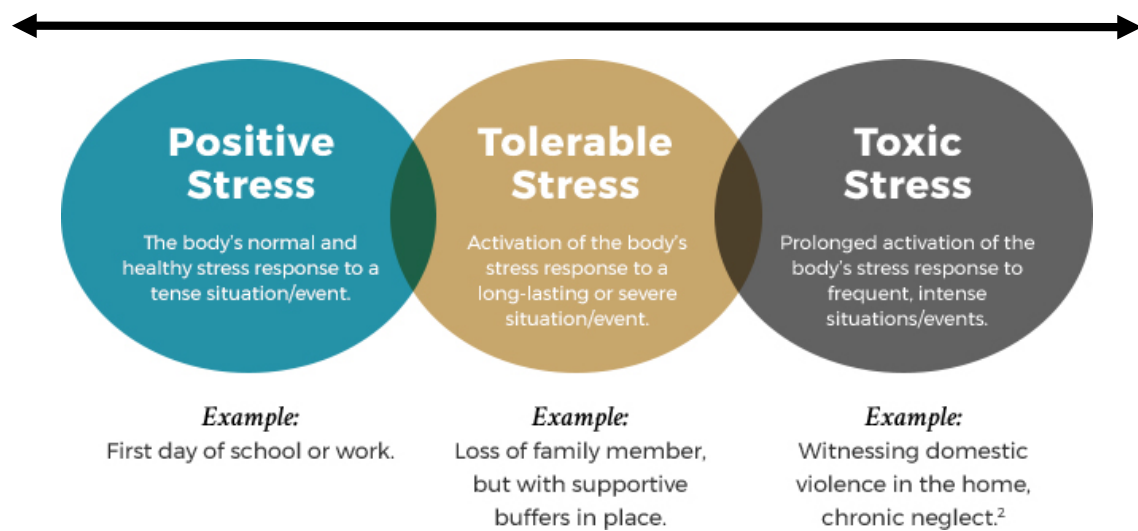 Positive
Stress
The body's normal and
healthy stress response to a
tense situation/event.
Example:
First day of school or work.
Tolerable
Stress
Activation of the body's
stress response to a
long-lasting or severe
situation/event.
Example:
Loss of family member,
but with supportive
buffers in place.
Toxic
Stress
Prolonged activation of the
body's stress response to
frequent, intense
situations/events.
Example:
Witnessing domestic
violence in the home,
chronic neglect.²